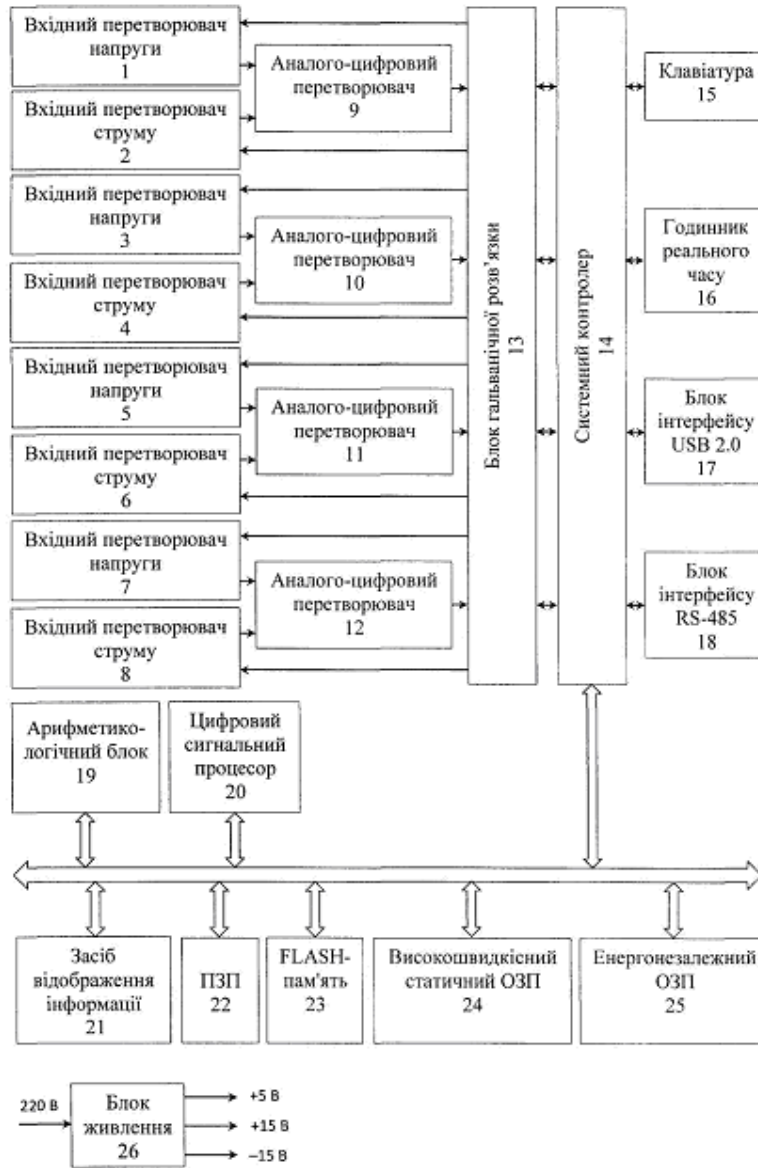 Вхідний перетворювач
напруги
1
Аналого-цифровий
перетворювач
9
Вхідний перетворювач
струму
2
Вхідний перетворювач
напруги
3
Аналого-цифровий
перетворювач
10
Вхідний перетворювач
струму
4
Вхідний перетворювач
напруги
5
Аналого-цифровий
перетворювач
11
Вхідний перетворювач
струму
6
Вхідний перетворювач
напруги
7
Аналого-цифровий
перетворювач
12
Вхідний перетворювач
струму
8
Блок гальванічної розв’язки
13
Системний контролер
14
Клавіатура
15
Годинник
реального
часу
16
Блок
інтерфейсу
USB 2.0
17
Блок
інтерфейсу
RS-485
18
Арифметико-
логічний блок
19
Цифровий
сигнальний
процесор
20
Засіб
відображення
інформації
21
ПЗП
22
FLASH-
пам'ять
23
Високошвидкісний
статичний ОЗП
24
Енергонезалежний
ОЗП
25
220 В
Блок
живлення
26
+5 В
+15 В
–15 В